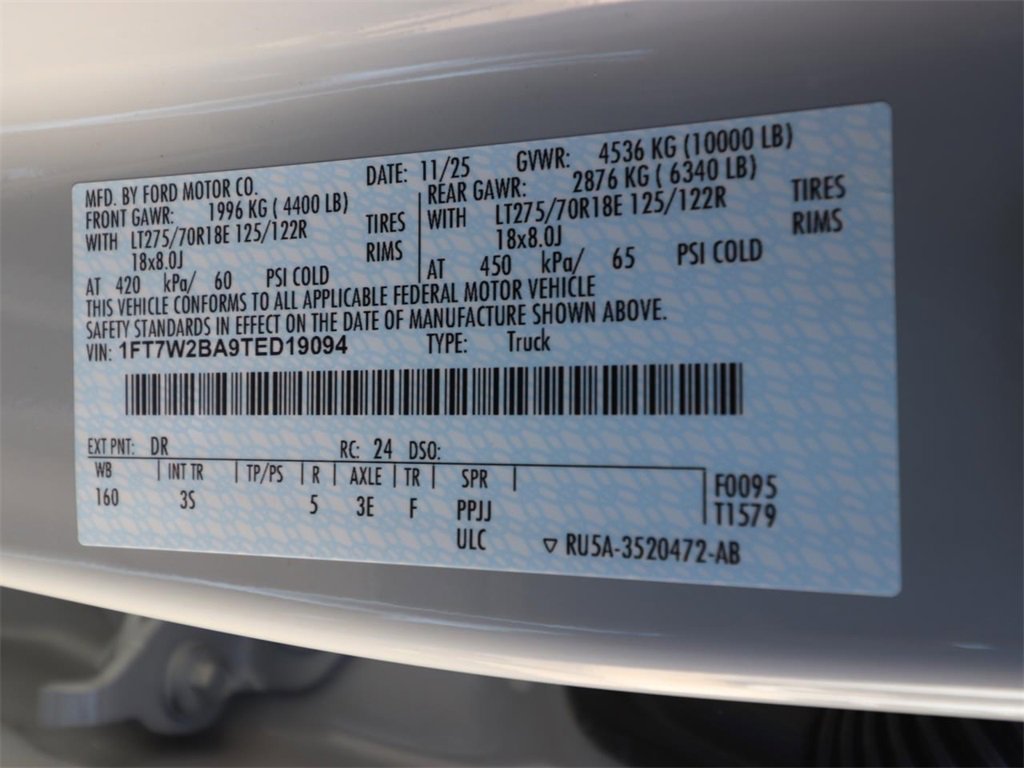 MFD. BY FORD MOTOR CO. DATE: 11/25 GVWR: 4536 KG (10000 LB)
FRONT GAWR: 1996 KG ( 4400 LB) REAR GAWR: 2876 KG ( 6340 LB)
WITH LT275/70R18E 125/122R TIRES WITH LT275/70R18E 125/122R TIRES
18x8.0J RIMS 18x8.0J RIMS
AT 420 kPa/ 60 PSI COLD AT 450 kPa/ 65 PSI COLD
THIS VEHICLE CONFORMS TO ALL APPLICABLE FEDERAL MOTOR VEHICLE
SAFETY STANDARDS IN EFFECT ON THE DATE OF MANUFACTURE SHOWN ABOVE.
VIN: 1FT7W2BA9TED19094 TYPE: Truck
EXT PNT: DR RC: 24 DSO:
WB | INT TR | TP/PS | R | AXLE | TR | SPR |
160 3S 5 3E F PPJJ
ULC
F0095
T1579
▽ RU5A-3520472-AB